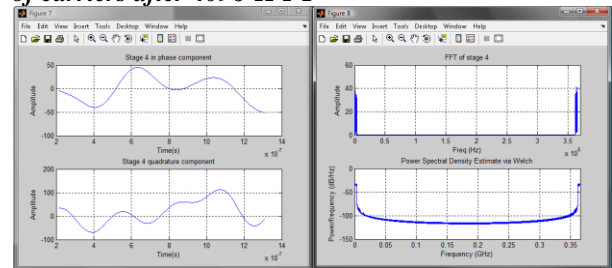 of carriers after 4096-11-1-1
Figure 7
File Edit View Insert Tools Desktop Window Help
Stage 4 in phase component
Amplitude
50
0
-50
-100
2 4 6 8 10 12 14
Time(s)
x 10⁻⁷
Stage 4 quadrature component
Amplitude
200
100
0
-100
2 4 6 8 10 12 14
Time(s)
x 10⁻⁷
Figure 8
File Edit View Insert Tools Desktop Window Help
FFT of stage 4
Amplitude
60
40
20
0
0 0.5 1 1.5 2 2.5 3 3.5
Freq (Hz)
Power Spectral Density Estimate via Welch
Power/frequency (dB/Hz)
0
-50
-100
-150
0 0.05 0.1 0.15 0.2 0.25 0.3 0.35
Frequency (GHz)